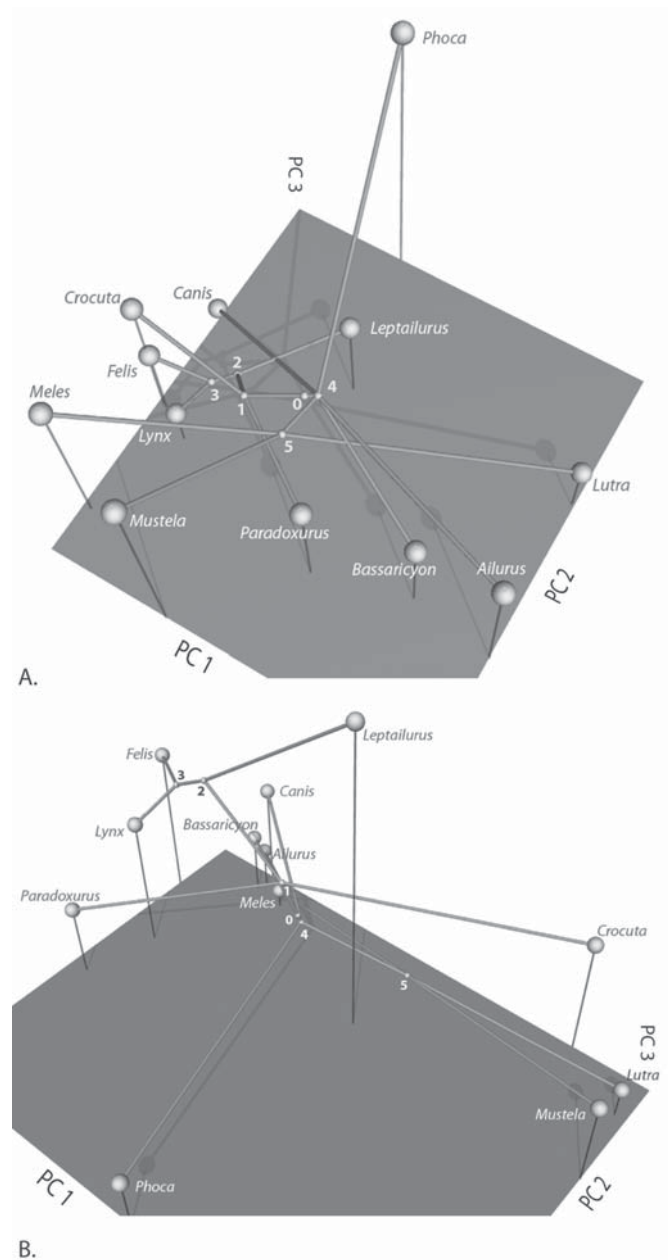 Phoca
PC 3
Crocuta
Canis
Leptailurus
Felis
2
3
4
0
1
Meles
Lynx
5
Lutra
Mustela
Paradoxurus
Bassaricyon
Ailurus
PC 2
PC 1
A.
Leptailurus
Felis
3
2
Canis
Lynx
Bassaricyon
Ailurus
Paradoxurus
1
Meles
0
4
Crocuta
5
PC 3
Lutra
Mustela
PC 1
Phoca
PC 2
B.